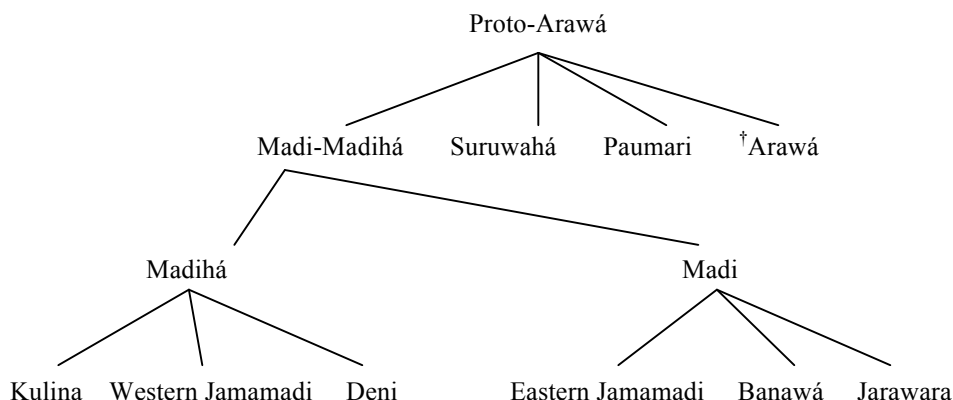 Proto-Arawá
Madi-Madihá Suruwahá Paumari †Arawá
Madihá Madi
Kulina Western Jamamadi Deni Eastern Jamamadi Banawá Jarawara